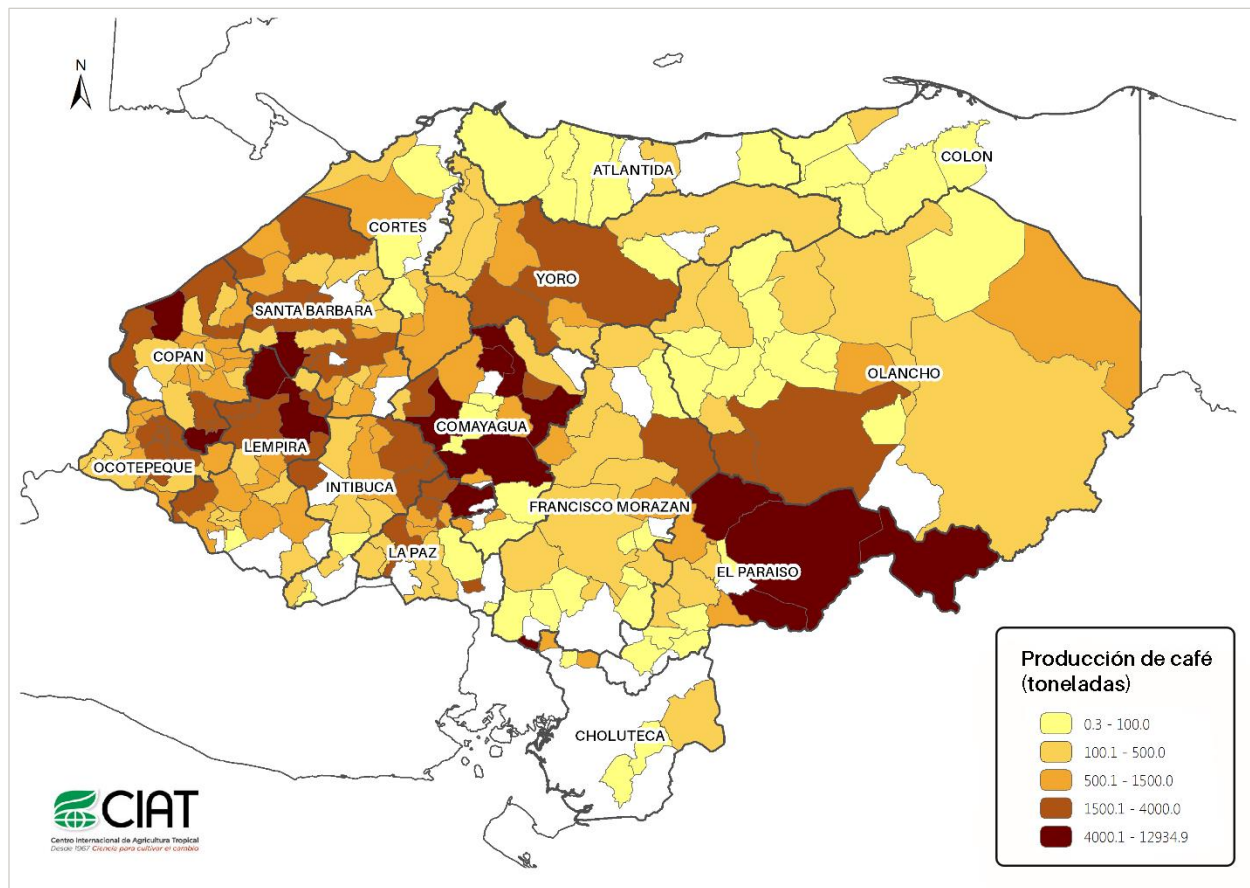 N
ATLANTIDA
COLON
CORTES
YORO
SANTA BARBARA
COPAN
OLANCHO
COMAYAGUA
LEMPIRA
OCOTEPEQUE
INTIBUCA
FRANCISCO MORAZAN
LA PAZ
EL PARAISO
CHOLUTECA
Producción de café
(toneladas)
0.3 - 100.0
100.1 - 500.0
500.1 - 1500.0
1500.1 - 4000.0
4000.1 - 12934.9
CIAT
Centro Internacional de Agricultura Tropical
Desde 1967 Ciencia para cultivar el cambio